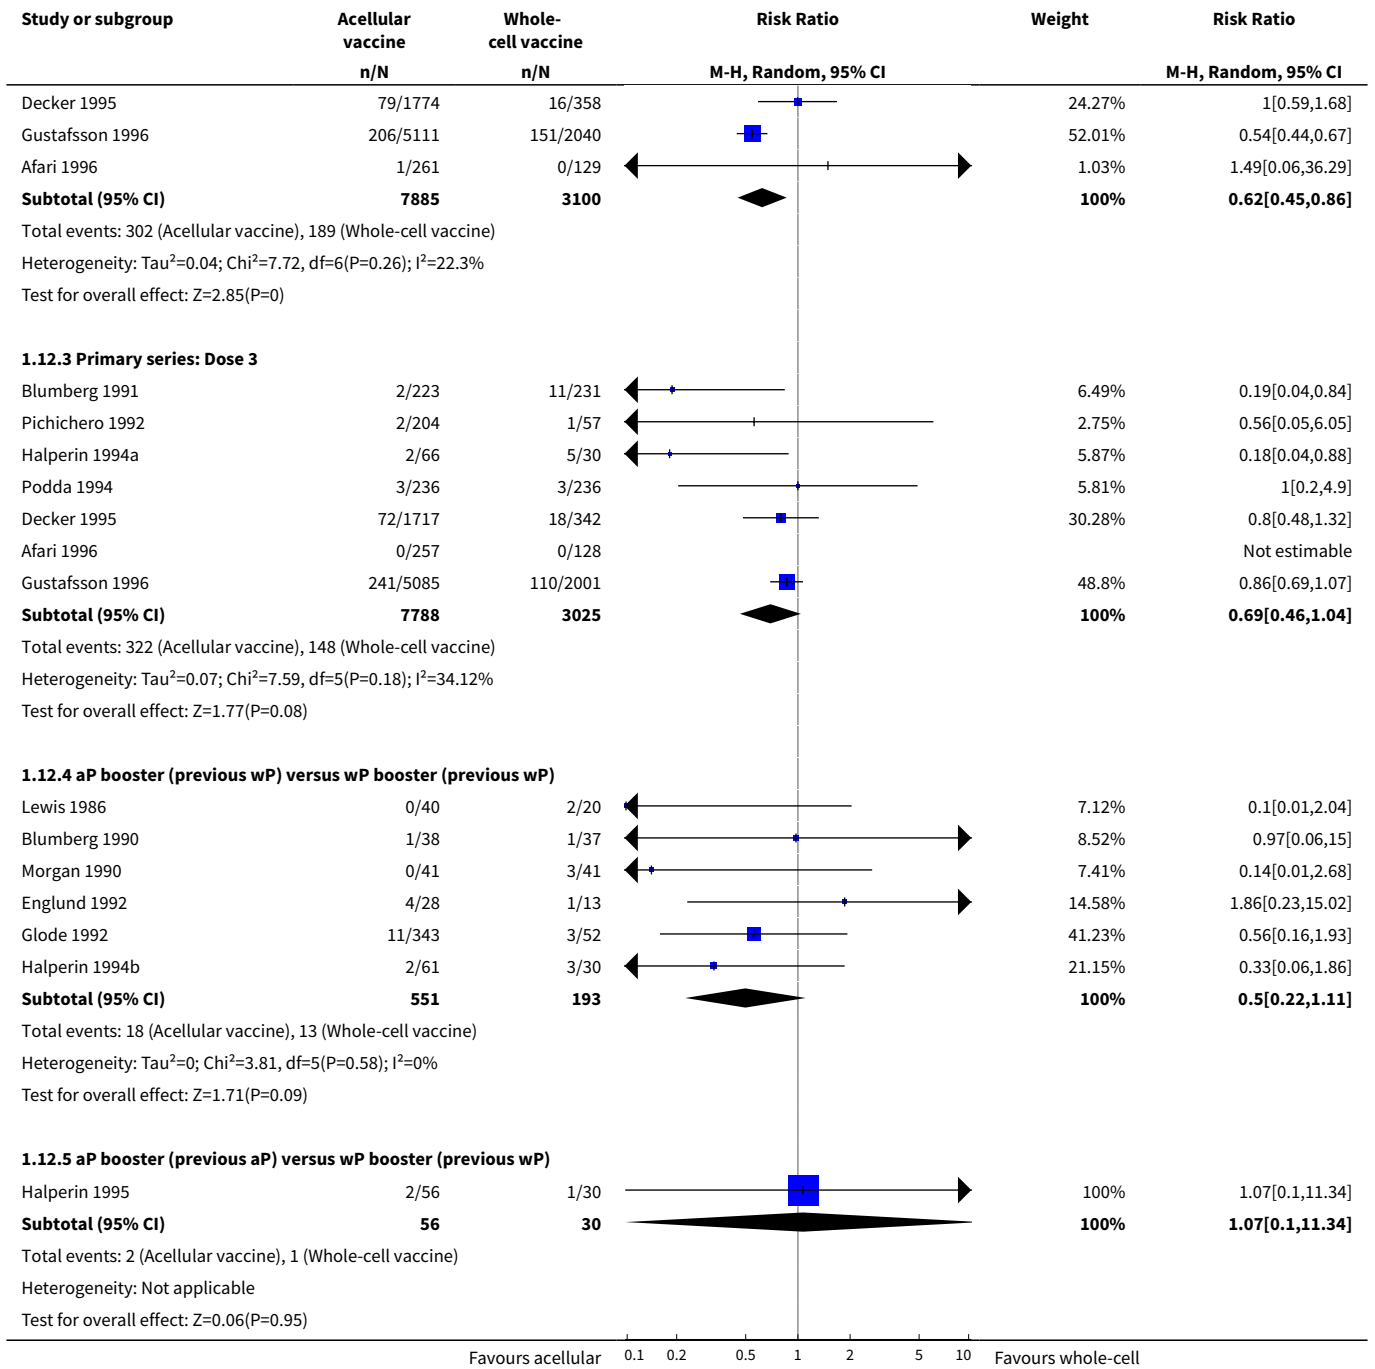 Study or subgroup Acellular Whole- Risk Ratio Weight Risk Ratio
vaccine cell vaccine
n/N n/N M-H, Random, 95% CI M-H, Random, 95% CI
Decker 1995 79/1774 16/358 24.27% 1[0.59,1.68]
Gustafsson 1996 206/5111 151/2040 52.01% 0.54[0.44,0.67]
Afari 1996 1/261 0/129 1.03% 1.49[0.06,36.29]
Subtotal (95% CI) 7885 3100 100% 0.62[0.45,0.86]
Total events: 302 (Acellular vaccine), 189 (Whole-cell vaccine)
Heterogeneity: Tau²=0.04; Chi²=7.72, df=6(P=0.26); I²=22.3%
Test for overall effect: Z=2.85(P=0)
1.12.3 Primary series: Dose 3
Blumberg 1991 2/223 11/231 6.49% 0.19[0.04,0.84]
Pichichero 1992 2/204 1/57 2.75% 0.56[0.05,6.05]
Halperin 1994a 2/66 5/30 5.87% 0.18[0.04,0.88]
Podda 1994 3/236 3/236 5.81% 1[0.2,4.9]
Decker 1995 72/1717 18/342 30.28% 0.8[0.48,1.32]
Afari 1996 0/257 0/128 Not estimable
Gustafsson 1996 241/5085 110/2001 48.8% 0.86[0.69,1.07]
Subtotal (95% CI) 7788 3025 100% 0.69[0.46,1.04]
Total events: 322 (Acellular vaccine), 148 (Whole-cell vaccine)
Heterogeneity: Tau²=0.07; Chi²=7.59, df=5(P=0.18); I²=34.12%
Test for overall effect: Z=1.77(P=0.08)
1.12.4 aP booster (previous wP) versus wP booster (previous wP)
Lewis 1986 0/40 2/20 7.12% 0.1[0.01,2.04]
Blumberg 1990 1/38 1/37 8.52% 0.97[0.06,15]
Morgan 1990 0/41 3/41 7.41% 0.14[0.01,2.68]
Englund 1992 4/28 1/13 14.58% 1.86[0.23,15.02]
Glode 1992 11/343 3/52 41.23% 0.56[0.16,1.93]
Halperin 1994b 2/61 3/30 21.15% 0.33[0.06,1.86]
Subtotal (95% CI) 551 193 100% 0.5[0.22,1.11]
Total events: 18 (Acellular vaccine), 13 (Whole-cell vaccine)
Heterogeneity: Tau²=0; Chi²=3.81, df=5(P=0.58); I²=0%
Test for overall effect: Z=1.71(P=0.09)
1.12.5 aP booster (previous aP) versus wP booster (previous wP)
Halperin 1995 2/56 1/30 100% 1.07[0.1,11.34]
Subtotal (95% CI) 56 30 100% 1.07[0.1,11.34]
Total events: 2 (Acellular vaccine), 1 (Whole-cell vaccine)
Heterogeneity: Not applicable
Test for overall effect: Z=0.06(P=0.95)
Favours acellular 0.1 0.2 0.5 1 2 5 10 Favours whole-cell